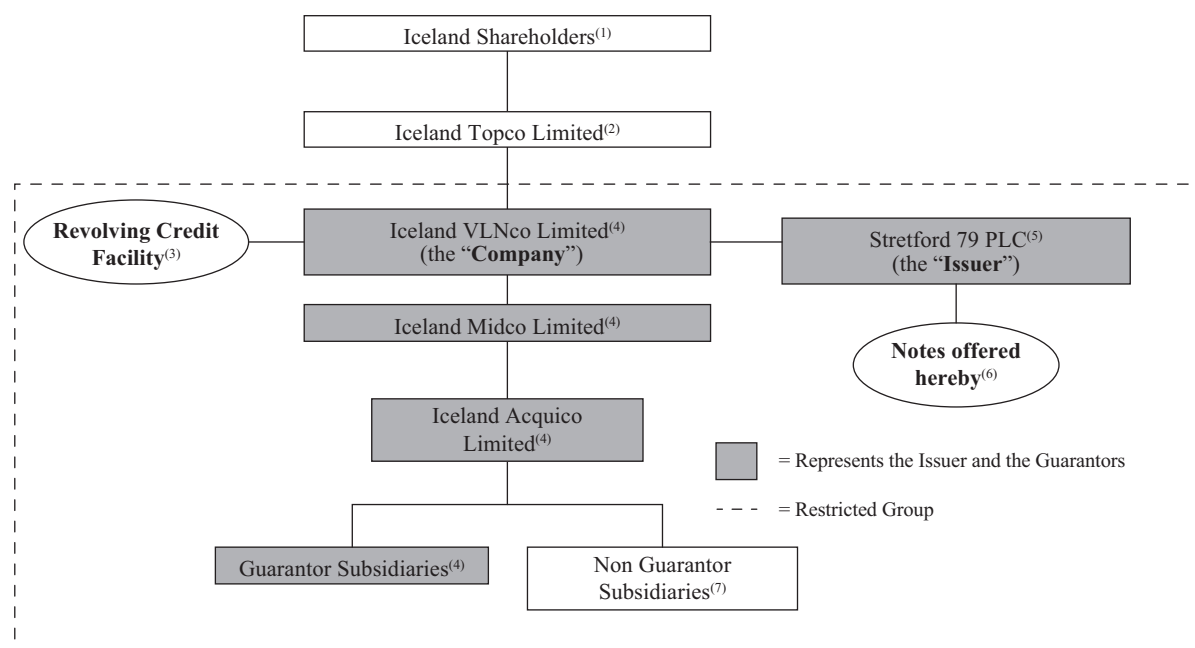 Iceland Shareholders(1)
Iceland Topco Limited(2)
Revolving Credit
Facility(3)
Iceland VLNco Limited(4)
(the “Company”)
Stretford 79 PLC(5)
(the “Issuer”)
Iceland Midco Limited(4)
Notes offered
hereby(6)
Iceland Acquico
Limited(4)
= Represents the Issuer and the Guarantors
= Restricted Group
Guarantor Subsidiaries(4)
Non Guarantor
Subsidiaries(7)